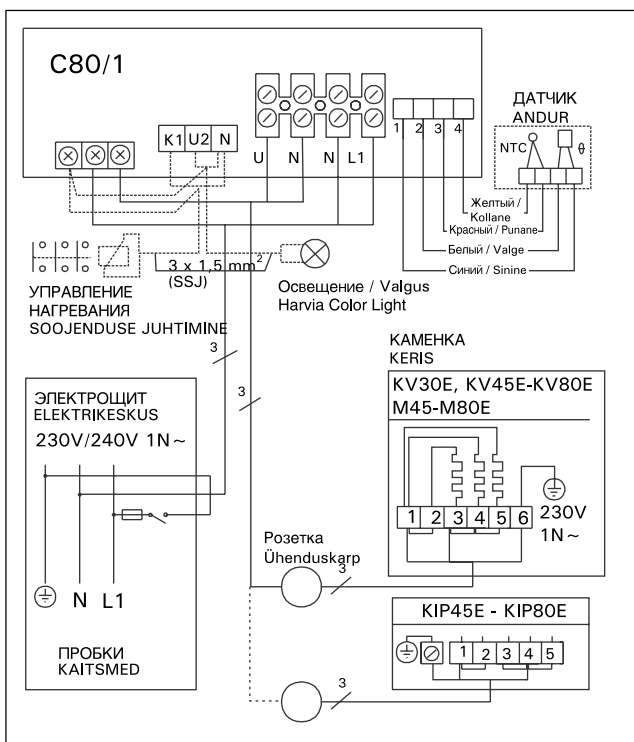 C80/1
K1 U2 N
U N N L1
1 2 3 4
ДАТЧИК
ANDUR
NTC
θ
Желтый /
Kollane
Красный / Punane
Белый / Valge
Синий / Sinine
3 x 1,5 mm²
(SSJ)
Освещение / Valgus
Harvia Color Light
УПРАВЛЕНИЕ
НАГРЕВАНИЯ
SOOJENDUSE JUHTIMINE
3
3
КАМЕНКА
KERIS
KV30E, KV45E-KV80E
M45-M80E
1 2 3 4 5 6
230V
1N~
ЭЛЕКТРОЩИТ
ELEKTRIKESKUS
230V/240V 1N~
N L1
ПРОБКИ
KAITSMED
Розетка
Ühenduskarp
3
KIP45E - KIP80E
1 2 3 4 5
3